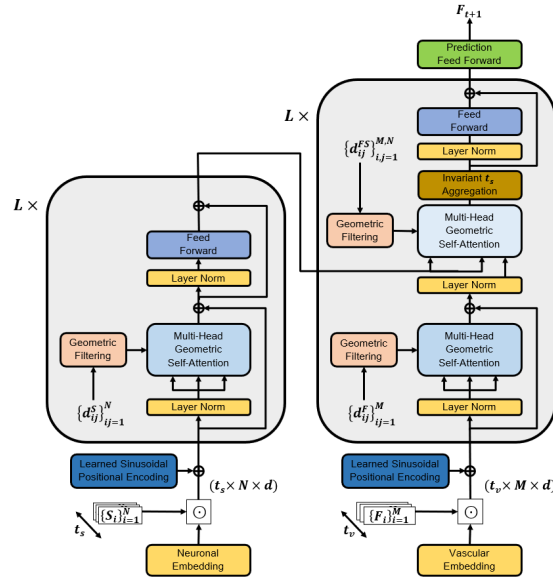 F_{t+1}
Prediction
Feed Forward
L ×
Feed
Forward
Layer Norm
{d_{ij}^{FS}}_{i,j=1}^{M,N}
Invariant t_s
Aggregation
Geometric
Filtering
Multi-Head
Geometric
Self-Attention
Layer Norm
Geometric
Filtering
Multi-Head
Geometric
Self-Attention
{d_{ij}^{F}}_{ij=1}^{M}
Layer Norm
Learned Sinusoidal
Positional Encoding
(t_v × M × d)
{F_i}_{i=1}^{M}
t_v
Vascular
Embedding
L ×
Feed
Forward
Layer Norm
Geometric
Filtering
Multi-Head
Geometric
Self-Attention
{d_{ij}^{S}}_{ij=1}^{N}
Layer Norm
Learned Sinusoidal
Positional Encoding
(t_s × N × d)
{S_i}_{i=1}^{N}
t_s
Neuronal
Embedding